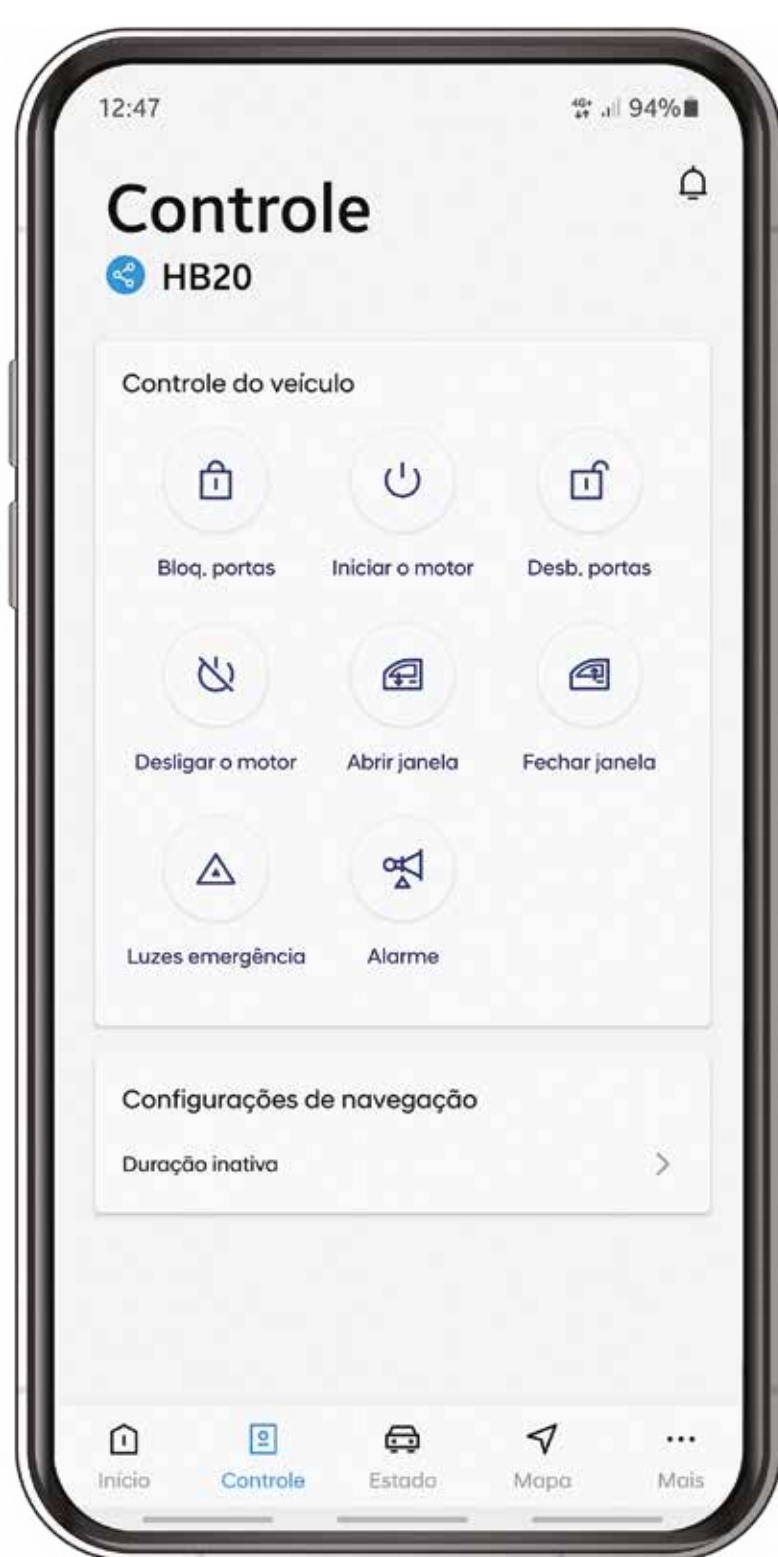 12:47 4G+ 94%
Controle
HB20
Controle do veículo
Bloq. portas Iniciar o motor Desb. portas
Desligar o motor Abrir janela Fechar janela
Luzes emergência Alarme
Configurações de navegação
Duração inativa
Início Controle Estado Mapa Mais